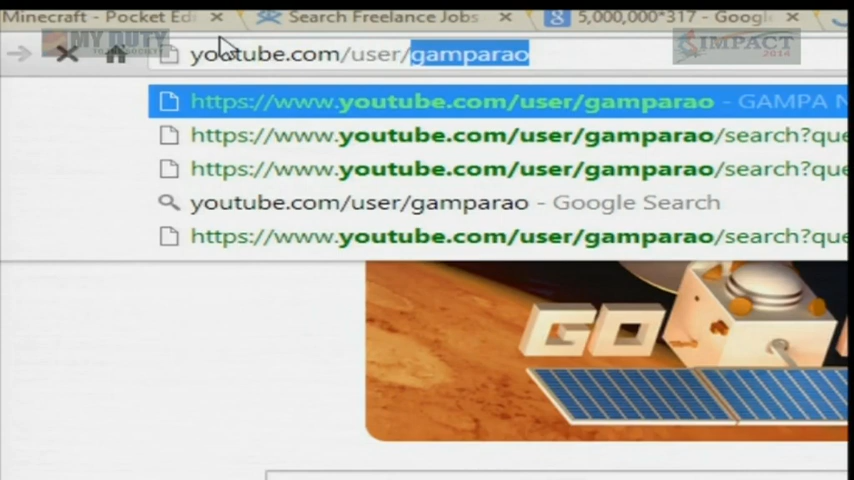 Minecraft - Pocket Edi
Search Freelance Jobs
5,000,000*317 - Googl
MY DUTY
IMPACT
2014
youtube.com/user/gamparao
https://www.youtube.com/user/gamparao - GAMPA N
https://www.youtube.com/user/gamparao/search?que
https://www.youtube.com/user/gamparao/search?que
youtube.com/user/gamparao - Google Search
https://www.youtube.com/user/gamparao/search?que
GO